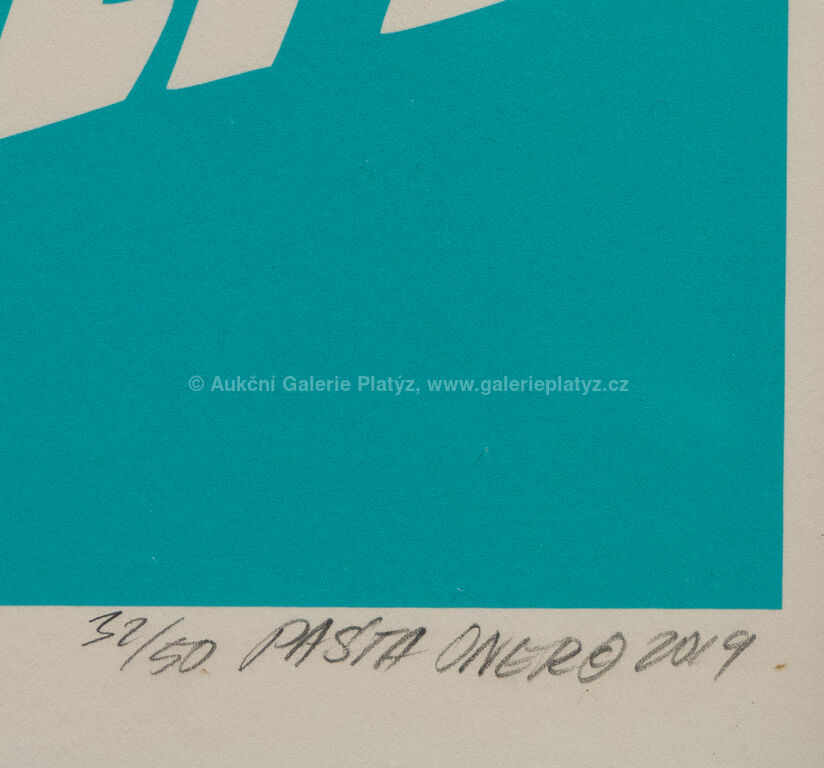 © Aukční Galerie Platýz, www.galerieplatyz.cz
32/50 PASTA ONERO 2019